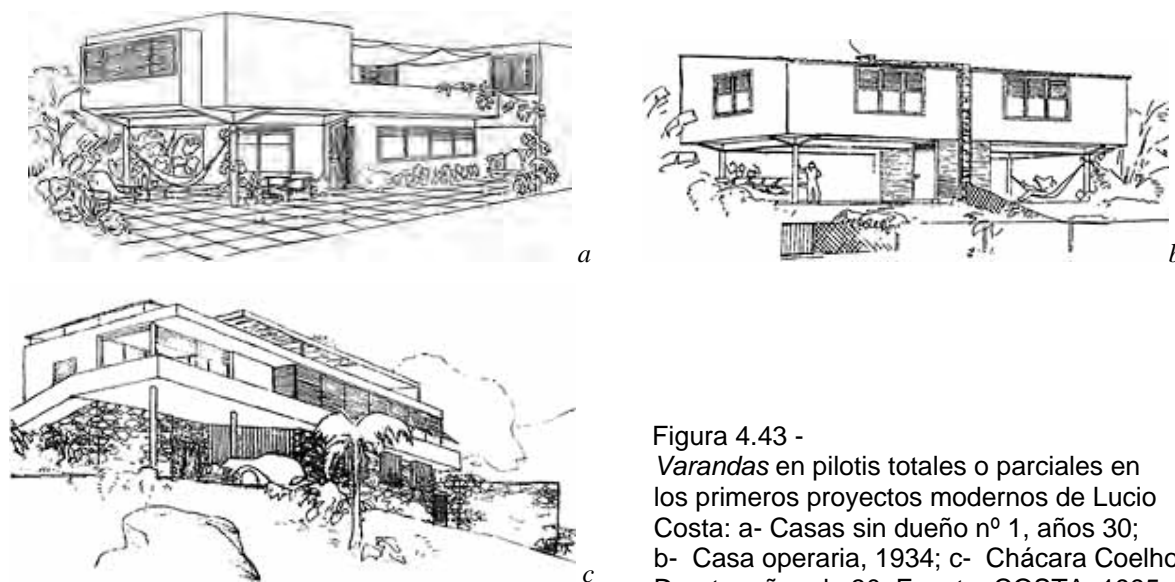 a
b
c
Figura 4.43 -
Varandas en pilotis totales o parciales en
los primeros proyectos modernos de Lucio
Costa: a- Casas sin dueño nº 1, años 30;
b- Casa operaria, 1934; c- Chácara Coelho